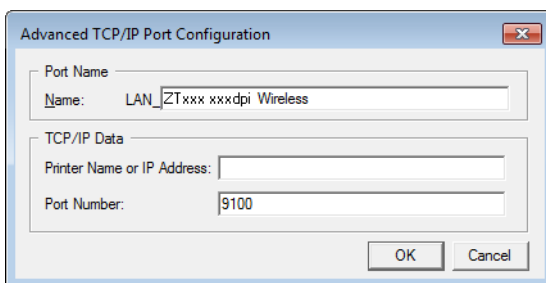 Advanced TCP/IP Port Configuration
Port Name
Name: LAN_ZTxxx xxxdpi Wireless
TCP/IP Data
Printer Name or IP Address:
Port Number: 9100
OK Cancel